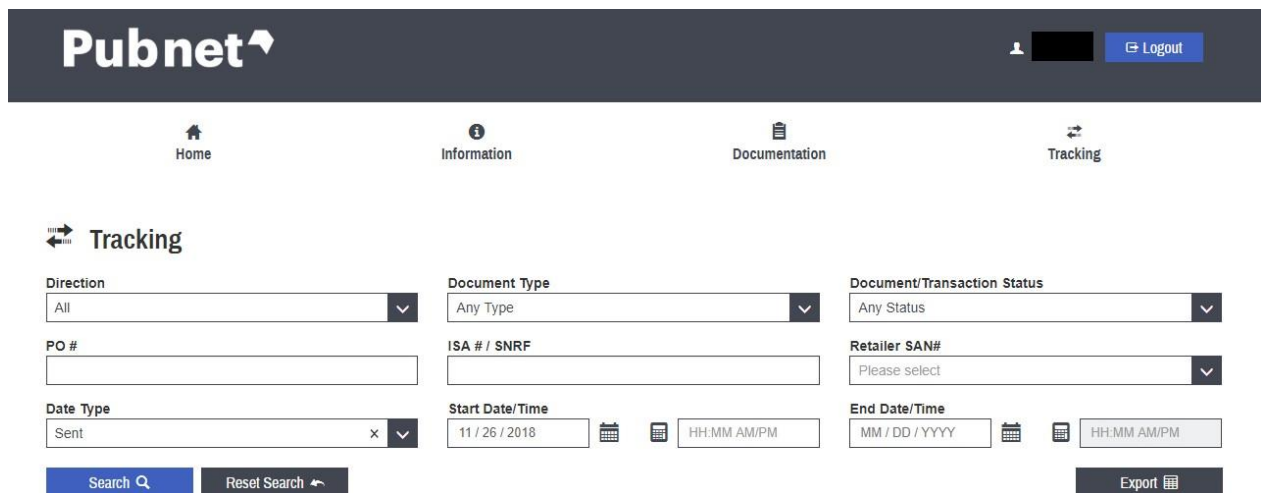 Pubnet
Logout
Home Information Documentation Tracking
Tracking
Direction Document Type Document/Transaction Status
All Any Type Any Status
PO # ISA # / SNRF Retailer SAN#
Please select
Date Type Start Date/Time End Date/Time
Sent x 11 / 26 / 2018 HH:MM AM/PM MM / DD / YYYY HH:MM AM/PM
Search Reset Search Export